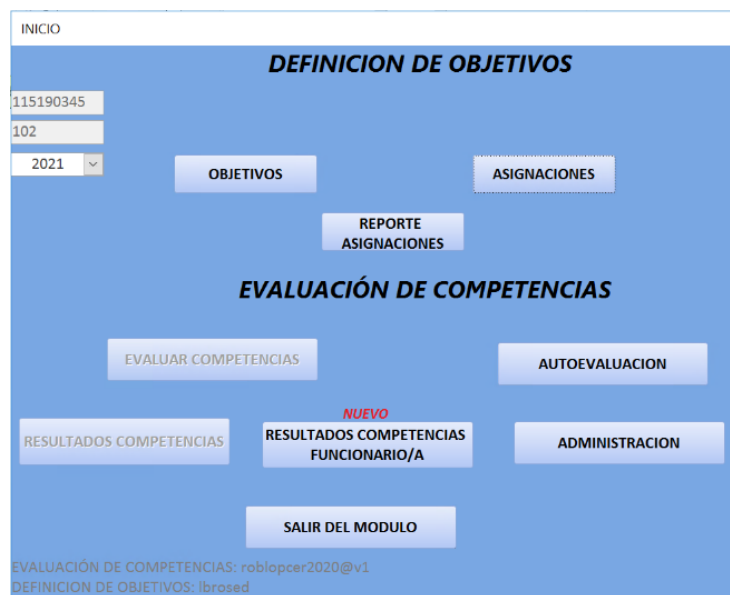 INICIO
DEFINICION DE OBJETIVOS
115190345
102
2021
OBJETIVOS
ASIGNACIONES
REPORTE
ASIGNACIONES
EVALUACIÓN DE COMPETENCIAS
EVALUAR COMPETENCIAS
AUTOEVALUACION
NUEVO
RESULTADOS COMPETENCIAS
RESULTADOS COMPETENCIAS
FUNCIONARIO/A
ADMINISTRACION
SALIR DEL MODULO
EVALUACIÓN DE COMPETENCIAS: roblopcer2020@v1
DEFINICION DE OBJETIVOS: lbrosed